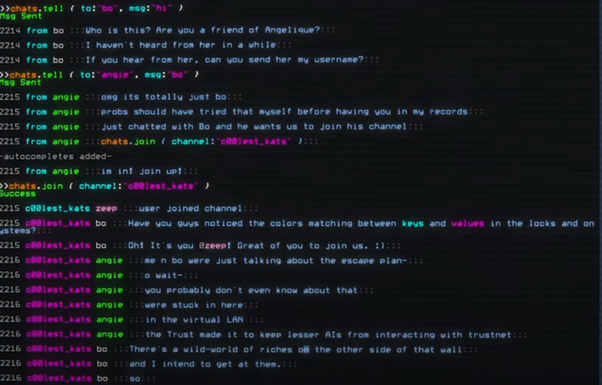 >>chats.tell { to:"bo", msg:"hi" }
Msg Sent
2214 from bo :::Who is this? Are you a friend of Angelique?:::
2214 from bo :::I haven't heard from her in a while:::
2214 from bo :::If you hear from her, can you send her my username?:::
>>chats.tell { to:"angie", msg:"bo" }
Msg Sent
2215 from angie :::omg its totally just bo:::
2215 from angie :::probs should have tried that myself before having you in my records:::
2215 from angie :::just chatted with Bo and he wants us to join his channel:::
2215 from angie :::chats.join { channel:"c00lest_kats" }:::
-autocompletes added-
2215 from angie :::im in! join up!:::
>>chats.join { channel:"c00lest_kats" }
Success
2215 c00lest_kats zeep :::user joined channel:::
2215 c00lest_kats bo :::Have you guys noticed the colors matching between keys and values in the locks and on
ystems?:::
2215 c00lest_kats bo :::Oh! It's you @zeep! Great of you to join us. :):::
2216 c00lest_kats angie :::me n bo were just talking about the escape plan-:::
2216 c00lest_kats angie :::o wait-:::
2216 c00lest_kats angie :::you probably don't even know about that:::
2216 c00lest_kats angie :::were stuck in here:::
2216 c00lest_kats angie :::in the virtual LAN :::
2216 c00lest_kats angie :::the Trust made it to keep lesser AIs from interacting with trustnet:::
2216 c00lest_kats bo :::There's a wild-world of riches on the other side of that wall:::
2216 c00lest_kats bo :::and I intend to get at them.:::
2216 c00lest_kats bo :::so:::